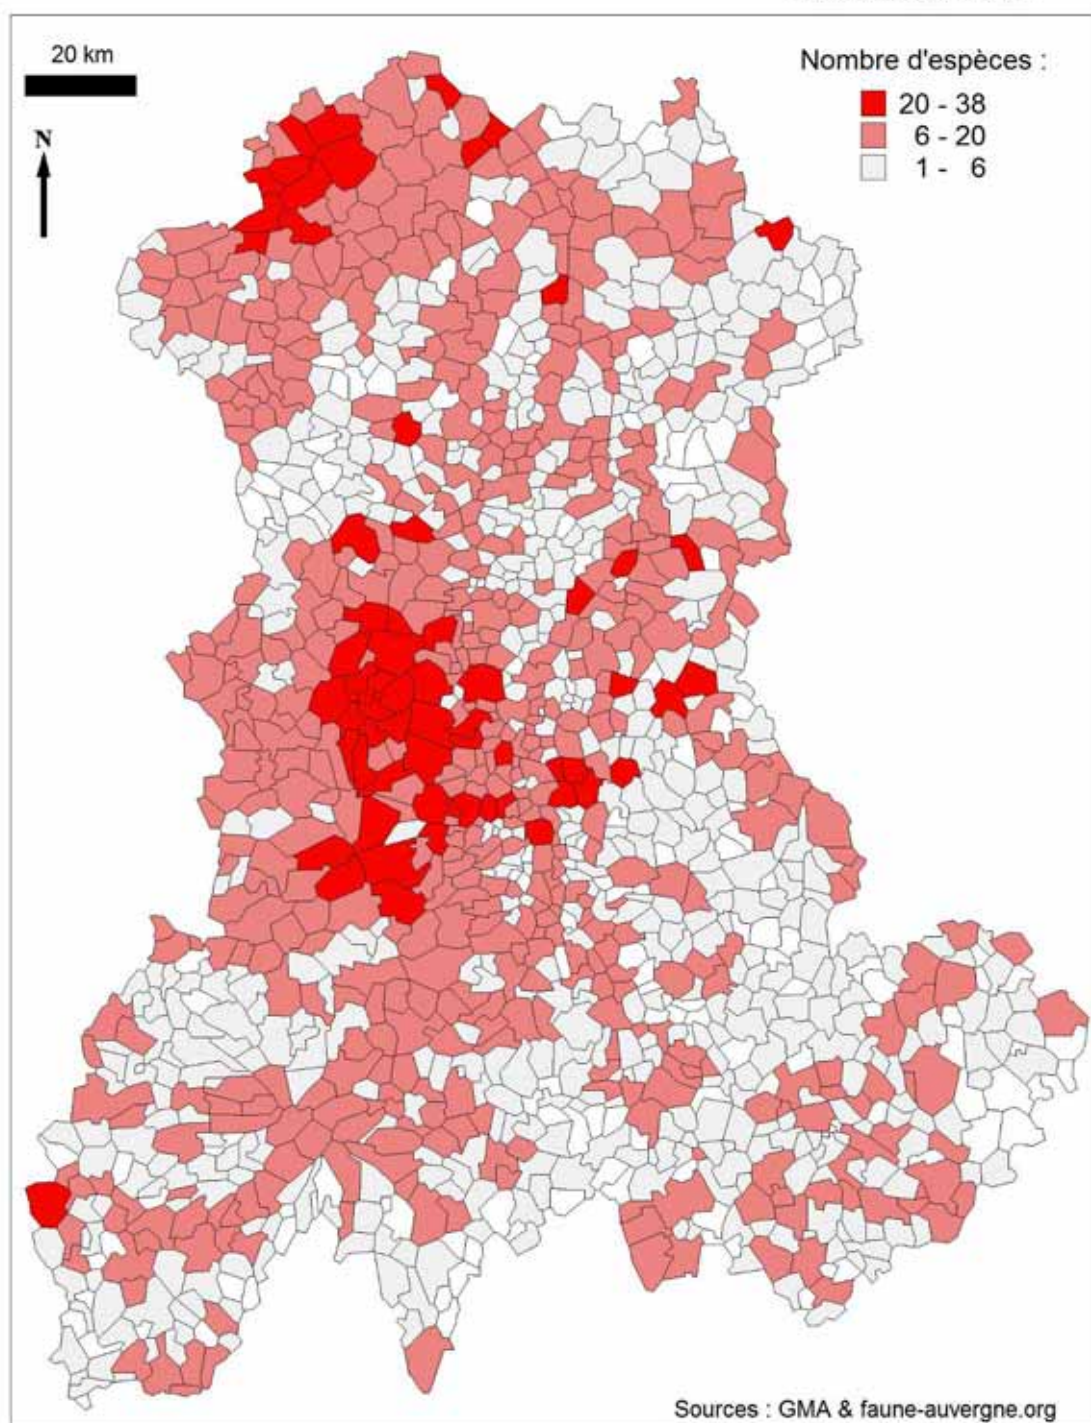 20 km
N
Nombre d'espèces :
20 - 38
6 - 20
1 - 6
Sources : GMA & faune-auvergne.org